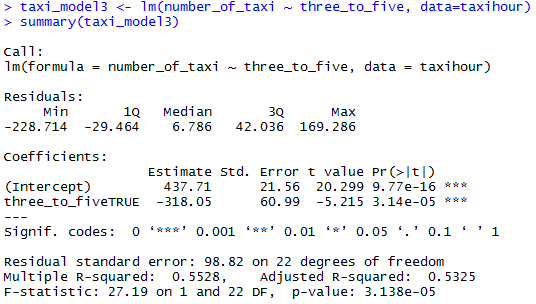 > taxi_model3 <- lm(number_of_taxi ~ three_to_five, data=taxihour)
> summary(taxi_model3)
Call:
lm(formula = number_of_taxi ~ three_to_five, data = taxihour)
Residuals:
     Min       1Q   Median       3Q      Max
-228.714  -29.464    6.786   42.036  169.286
Coefficients:
                  Estimate Std. Error t value Pr(>|t|)
(Intercept)         437.71      21.56  20.299 9.77e-16 ***
three_to_fiveTRUE  -318.05      60.99  -5.215 3.14e-05 ***
---
Signif. codes:  0 ‘***’ 0.001 ‘**’ 0.01 ‘*’ 0.05 ‘.’ 0.1 ‘ ’ 1
Residual standard error: 98.82 on 22 degrees of freedom
Multiple R-squared:  0.5528,    Adjusted R-squared:  0.5325
F-statistic: 27.19 on 1 and 22 DF,  p-value: 3.138e-05